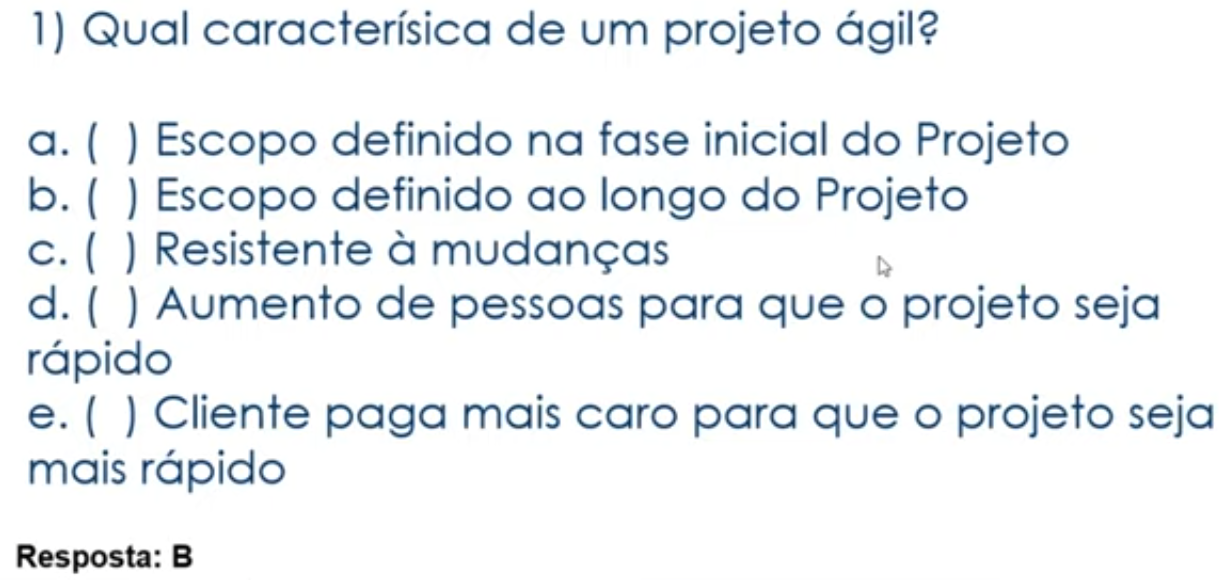 1) Qual caracterísica de um projeto ágil?
a. ( ) Escopo definido na fase inicial do Projeto
b. ( ) Escopo definido ao longo do Projeto
c. ( ) Resistente à mudanças
d. ( ) Aumento de pessoas para que o projeto seja
rápido
e. ( ) Cliente paga mais caro para que o projeto seja
mais rápido
Resposta: B